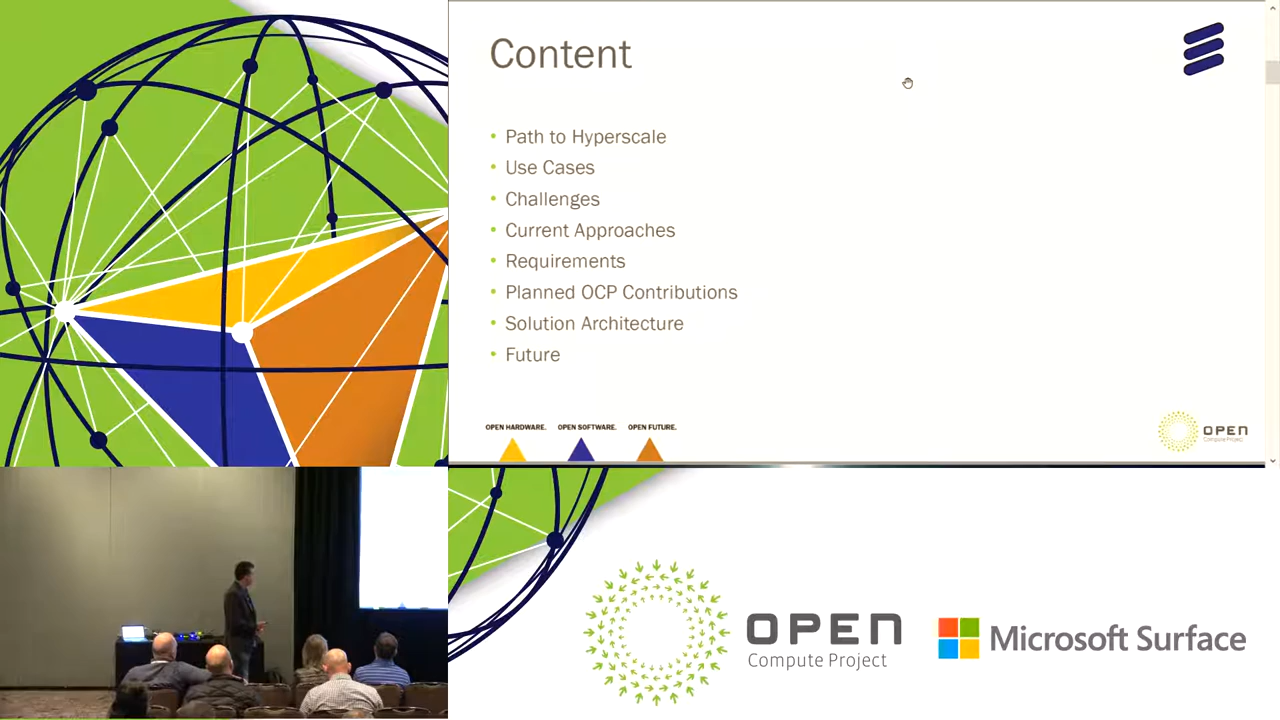 Content
Path to Hyperscale
Use Cases
Challenges
Current Approaches
Requirements
Planned OCP Contributions
Solution Architecture
Future
OPEN HARDWARE. OPEN SOFTWARE. OPEN FUTURE.
OPEN
Compute Project
OPEN
Compute Project
Microsoft Surface